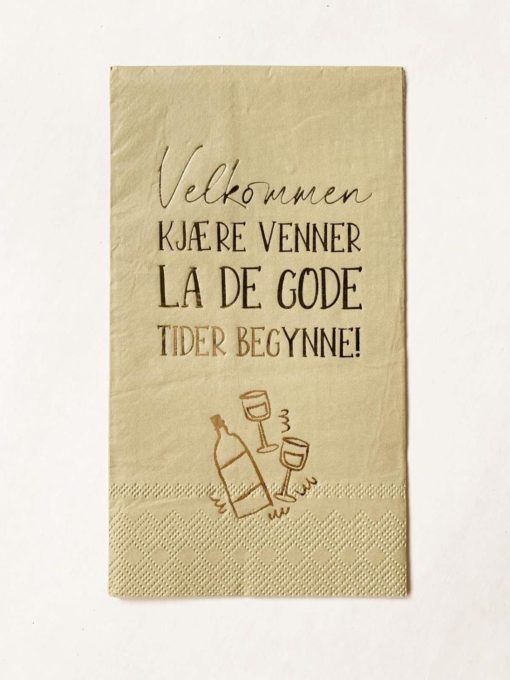 Velkommen
KJÆRE VENNER
LA DE GODE
TIDER BEGYNNE!